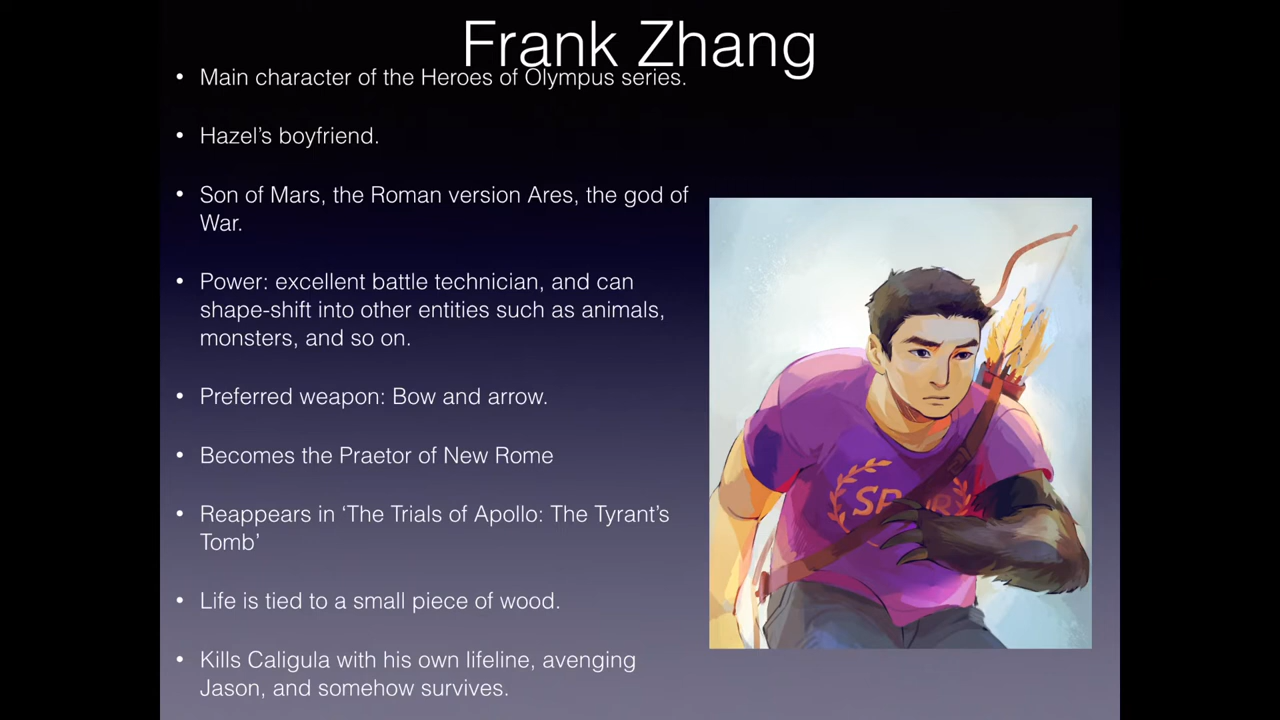 Frank Zhang
• Main character of the Heroes of Olympus series.
• Hazel’s boyfriend.
• Son of Mars, the Roman version Ares, the god of
War.
• Power: excellent battle technician, and can
shape-shift into other entities such as animals,
monsters, and so on.
• Preferred weapon: Bow and arrow.
• Becomes the Praetor of New Rome
• Reappears in ‘The Trials of Apollo: The Tyrant’s
Tomb’
• Life is tied to a small piece of wood.
• Kills Caligula with his own lifeline, avenging
Jason, and somehow survives.